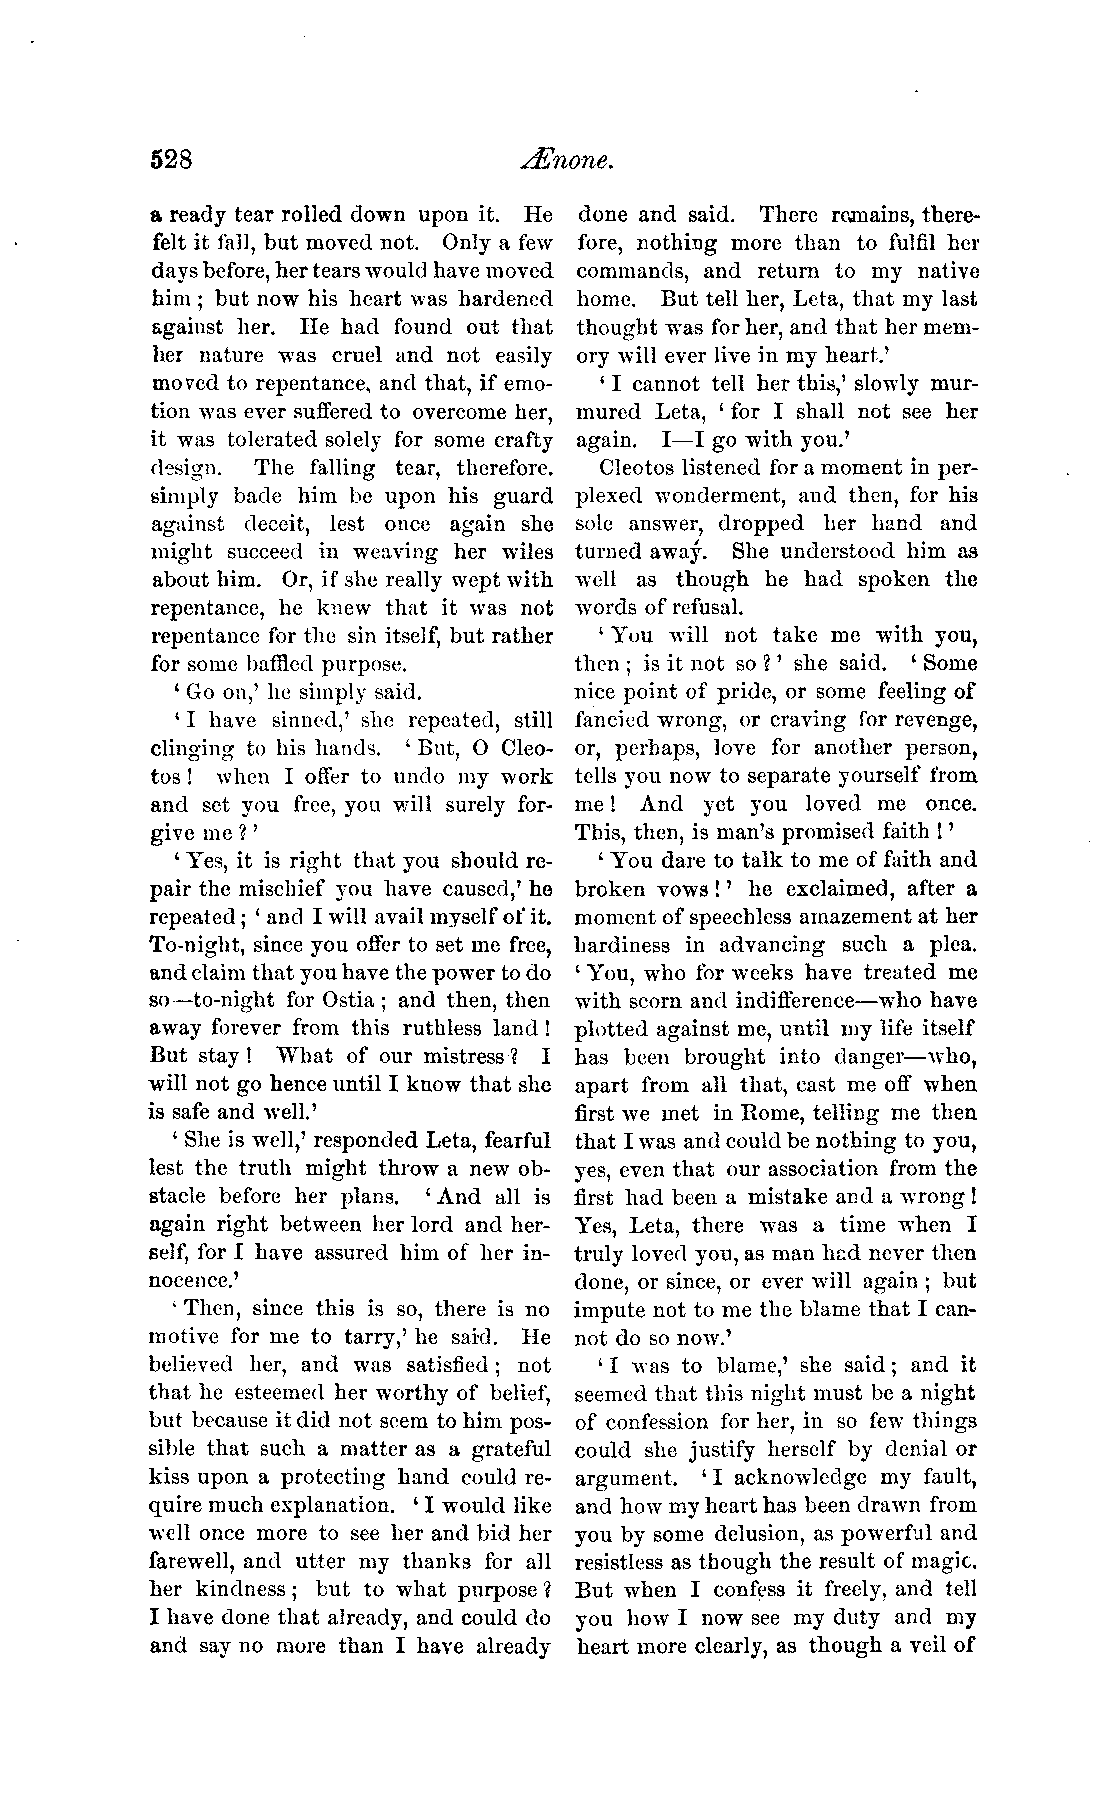 528
Ænone.
a ready tear rolled down upon it. He
felt it fall, but moved not. Only a few
days before, her tears would have moved
him; but now his heart was hardened
against her. He had found out that
her nature was cruel and not easily
moved to repentance, and that, if emo-
tion was ever suffered to overcome her,
it was tolerated solely for some crafty
design. The falling tear, therefore,
simply bade him be upon his guard
against deceit, lest once again she
might succeed in weaving her wiles
about him. Or, if she really wept with
repentance, he knew that it was not
repentance for the sin itself, but rather
for some baffled purpose.
‘Go on,’ he simply said.
‘I have sinned,’ she repeated, still
clinging to his hands. ‘But, O Cleo-
tos! when I offer to undo my work
and set you free, you will surely for-
give me?’
‘Yes, it is right that you should re-
pair the mischief you have caused,’ he
repeated; ‘and I will avail myself of it.
To-night, since you offer to set me free,
and claim that you have the power to do
so—to-night for Ostia; and then, then
away forever from this ruthless land!
But stay! What of our mistress? I
will not go hence until I know that she
is safe and well.’
‘She is well,’ responded Leta, fearful
lest the truth might throw a new ob-
stacle before her plans. ‘And all is
again right between her lord and her-
self, for I have assured him of her in-
nocence.’
‘Then, since this is so, there is no
motive for me to tarry,’ he said. He
believed her, and was satisfied; not
that he esteemed her worthy of belief,
but because it did not seem to him pos-
sible that such a matter as a grateful
kiss upon a protecting hand could re-
quire much explanation. ‘I would like
well once more to see her and bid her
farewell, and utter my thanks for all
her kindness; but to what purpose?
I have done that already, and could do
and say no more than I have already
done and said. There remains, there-
fore, nothing more than to fulfil her
commands, and return to my native
home. But tell her, Leta, that my last
thought was for her, and that her mem-
ory will ever live in my heart.’
‘I cannot tell her this,’ slowly mur-
mured Leta, ‘for I shall not see her
again. I—I go with you.’
Cleotos listened for a moment in per-
plexed wonderment, and then, for his
sole answer, dropped her hand and
turned away. She understood him as
well as though he had spoken the
words of refusal.
‘You will not take me with you,
then; is it not so?’ she said. ‘Some
nice point of pride, or some feeling of
fancied wrong, or craving for revenge,
or, perhaps, love for another person,
tells you now to separate yourself from
me! And yet you loved me once.
This, then, is man’s promised faith!’
‘You dare to talk to me of faith and
broken vows!’ he exclaimed, after a
moment of speechless amazement at her
hardiness in advancing such a plea.
‘You, who for weeks have treated me
with scorn and indifference—who have
plotted against me, until my life itself
has been brought into danger—who,
apart from all that, cast me off when
first we met in Rome, telling me then
that I was and could be nothing to you,
yes, even that our association from the
first had been a mistake and a wrong!
Yes, Leta, there was a time when I
truly loved you, as man had never then
done, or since, or ever will again; but
impute not to me the blame that I can-
not do so now.’
‘I was to blame,’ she said; and it
seemed that this night must be a night
of confession for her, in so few things
could she justify herself by denial or
argument. ‘I acknowledge my fault,
and how my heart has been drawn from
you by some delusion, as powerful and
resistless as though the result of magic.
But when I confess it freely, and tell
you how I now see my duty and my
heart more clearly, as though a veil of